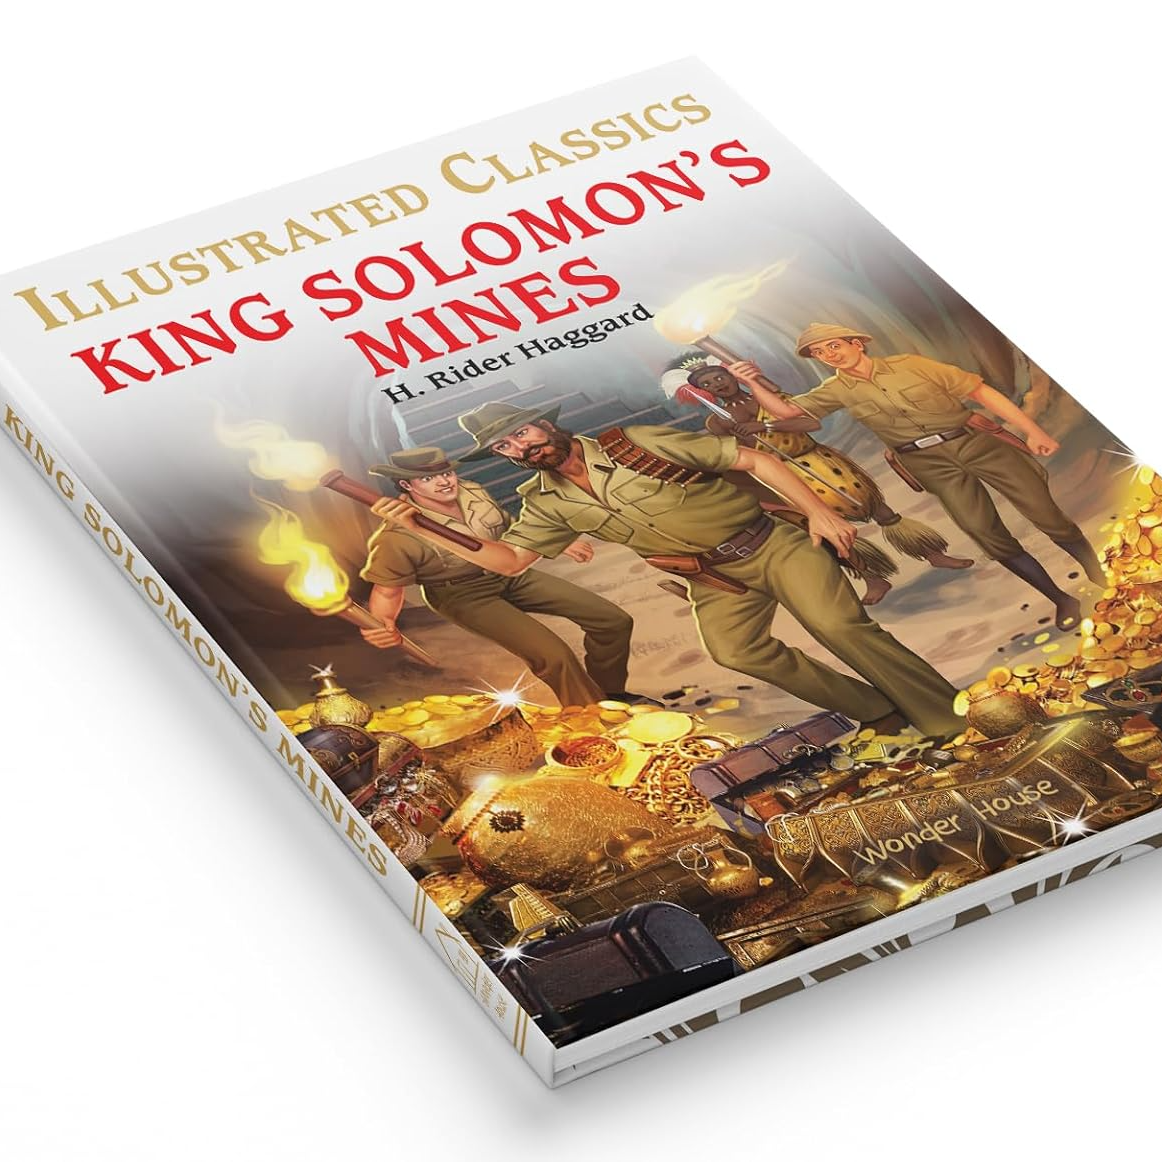 Illustrated Classics
KING SOLOMON'S
MINES
H. Rider Haggard
Wonder House
KING SOLOMON'S MINES